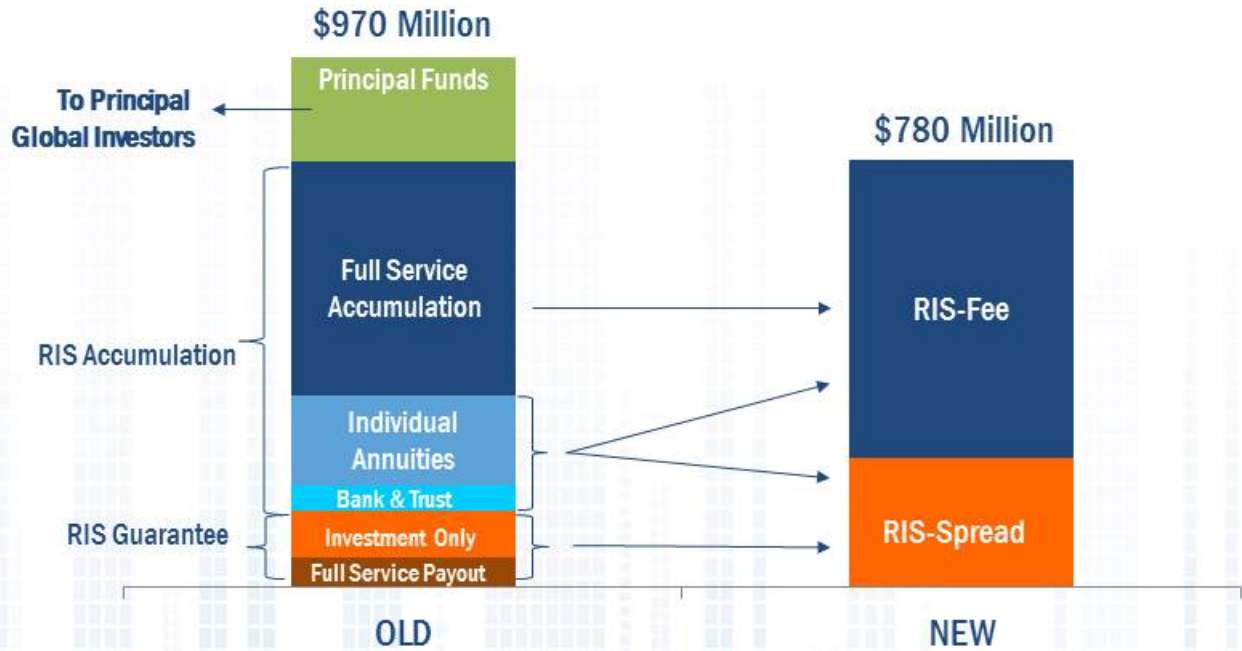 $970 Million
Principal Funds
To Principal
Global Investors
$780 Million
Full Service
Accumulation
RIS-Fee
RIS Accumulation
Individual
Annuities
Bank & Trust
RIS Guarantee
Investment Only
RIS-Spread
Full Service Payout
OLD
NEW